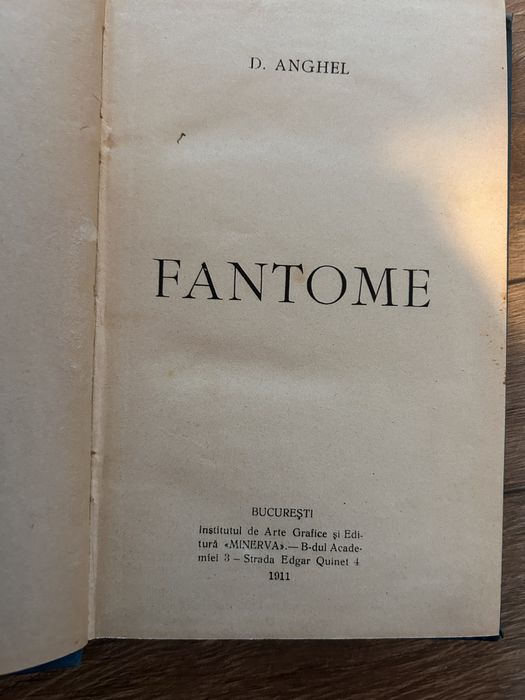 D. ANGHEL
FANTOME
BUCUREŞTI
Institutul de Arte Grafice şi Edi-
tură «MINERVA».— B-dul Acade-
miei 3 — Strada Edgar Quinet 4
1911